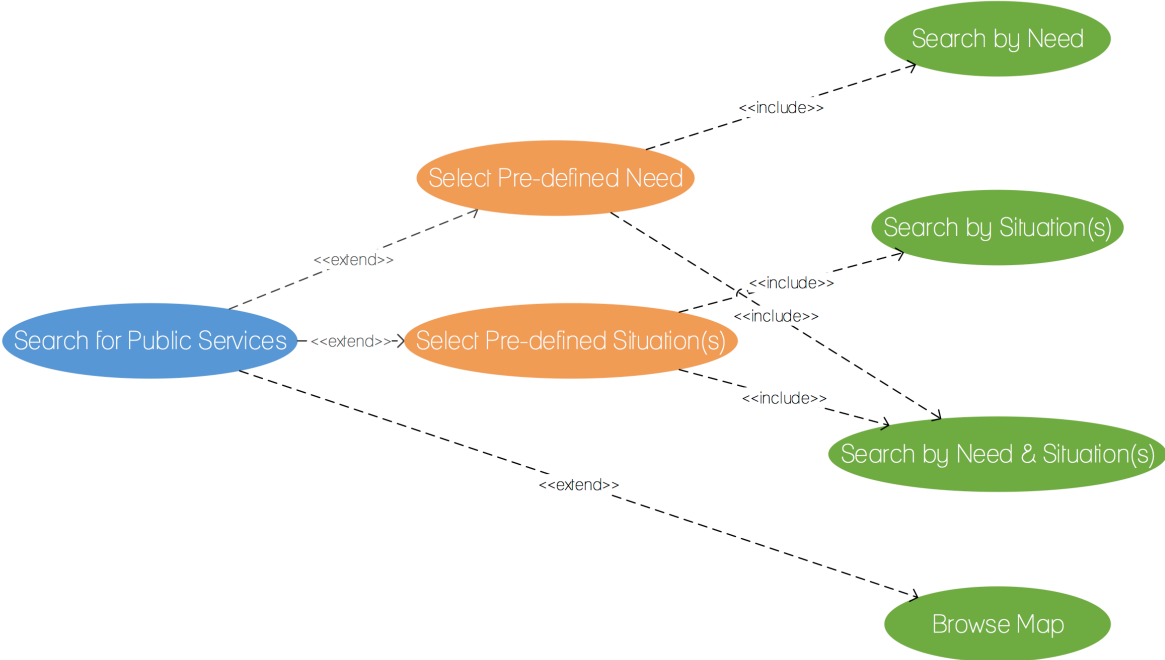 Search by Need
<<include>>
Select Pre-defined Need
Search by Situation(s)
<<extend>>
<<include>>
<<include>>
Search for Public Services
<<extend>>
Select Pre-defined Situation(s)
<<include>>
Search by Need & Situation(s)
<<extend>>
Browse Map